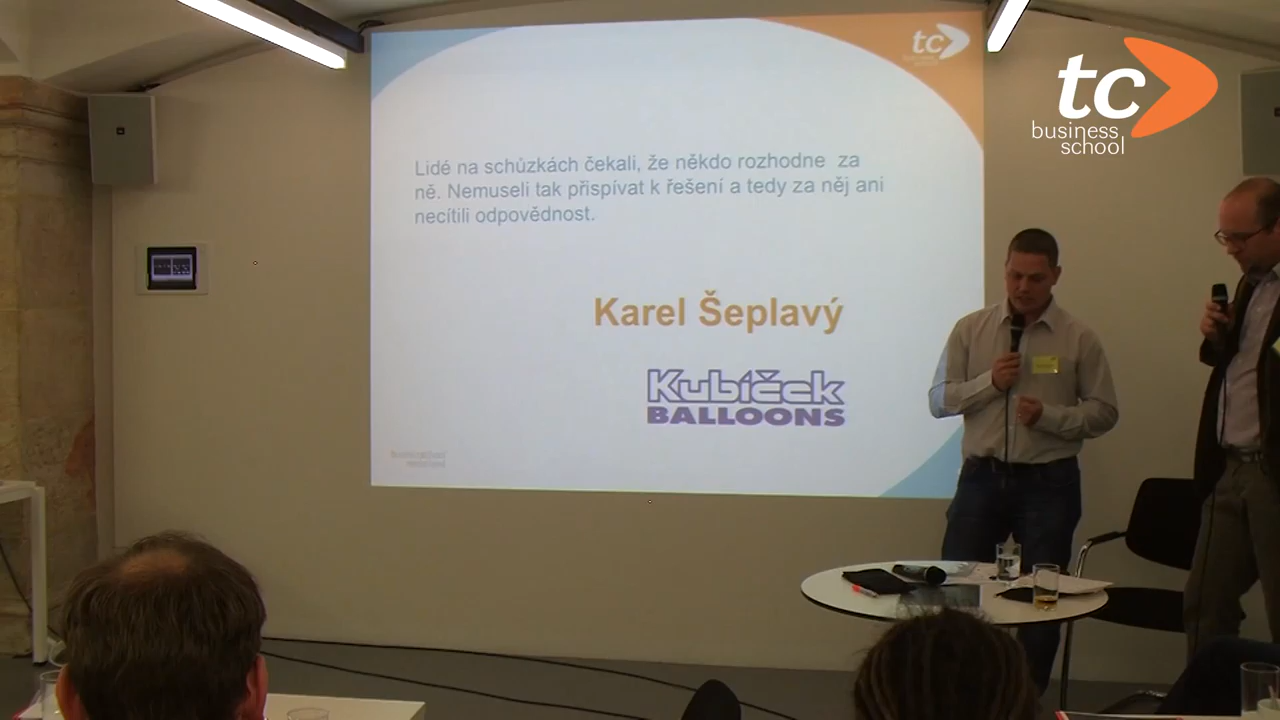 tc
tc
business
school
Lidé na schůzkách čekali, že někdo rozhodne za
ně. Nemuseli tak přispívat k řešení a tedy za něj ani
necítili odpovědnost.
Karel Šeplavý
Kubíček
BALLOONS